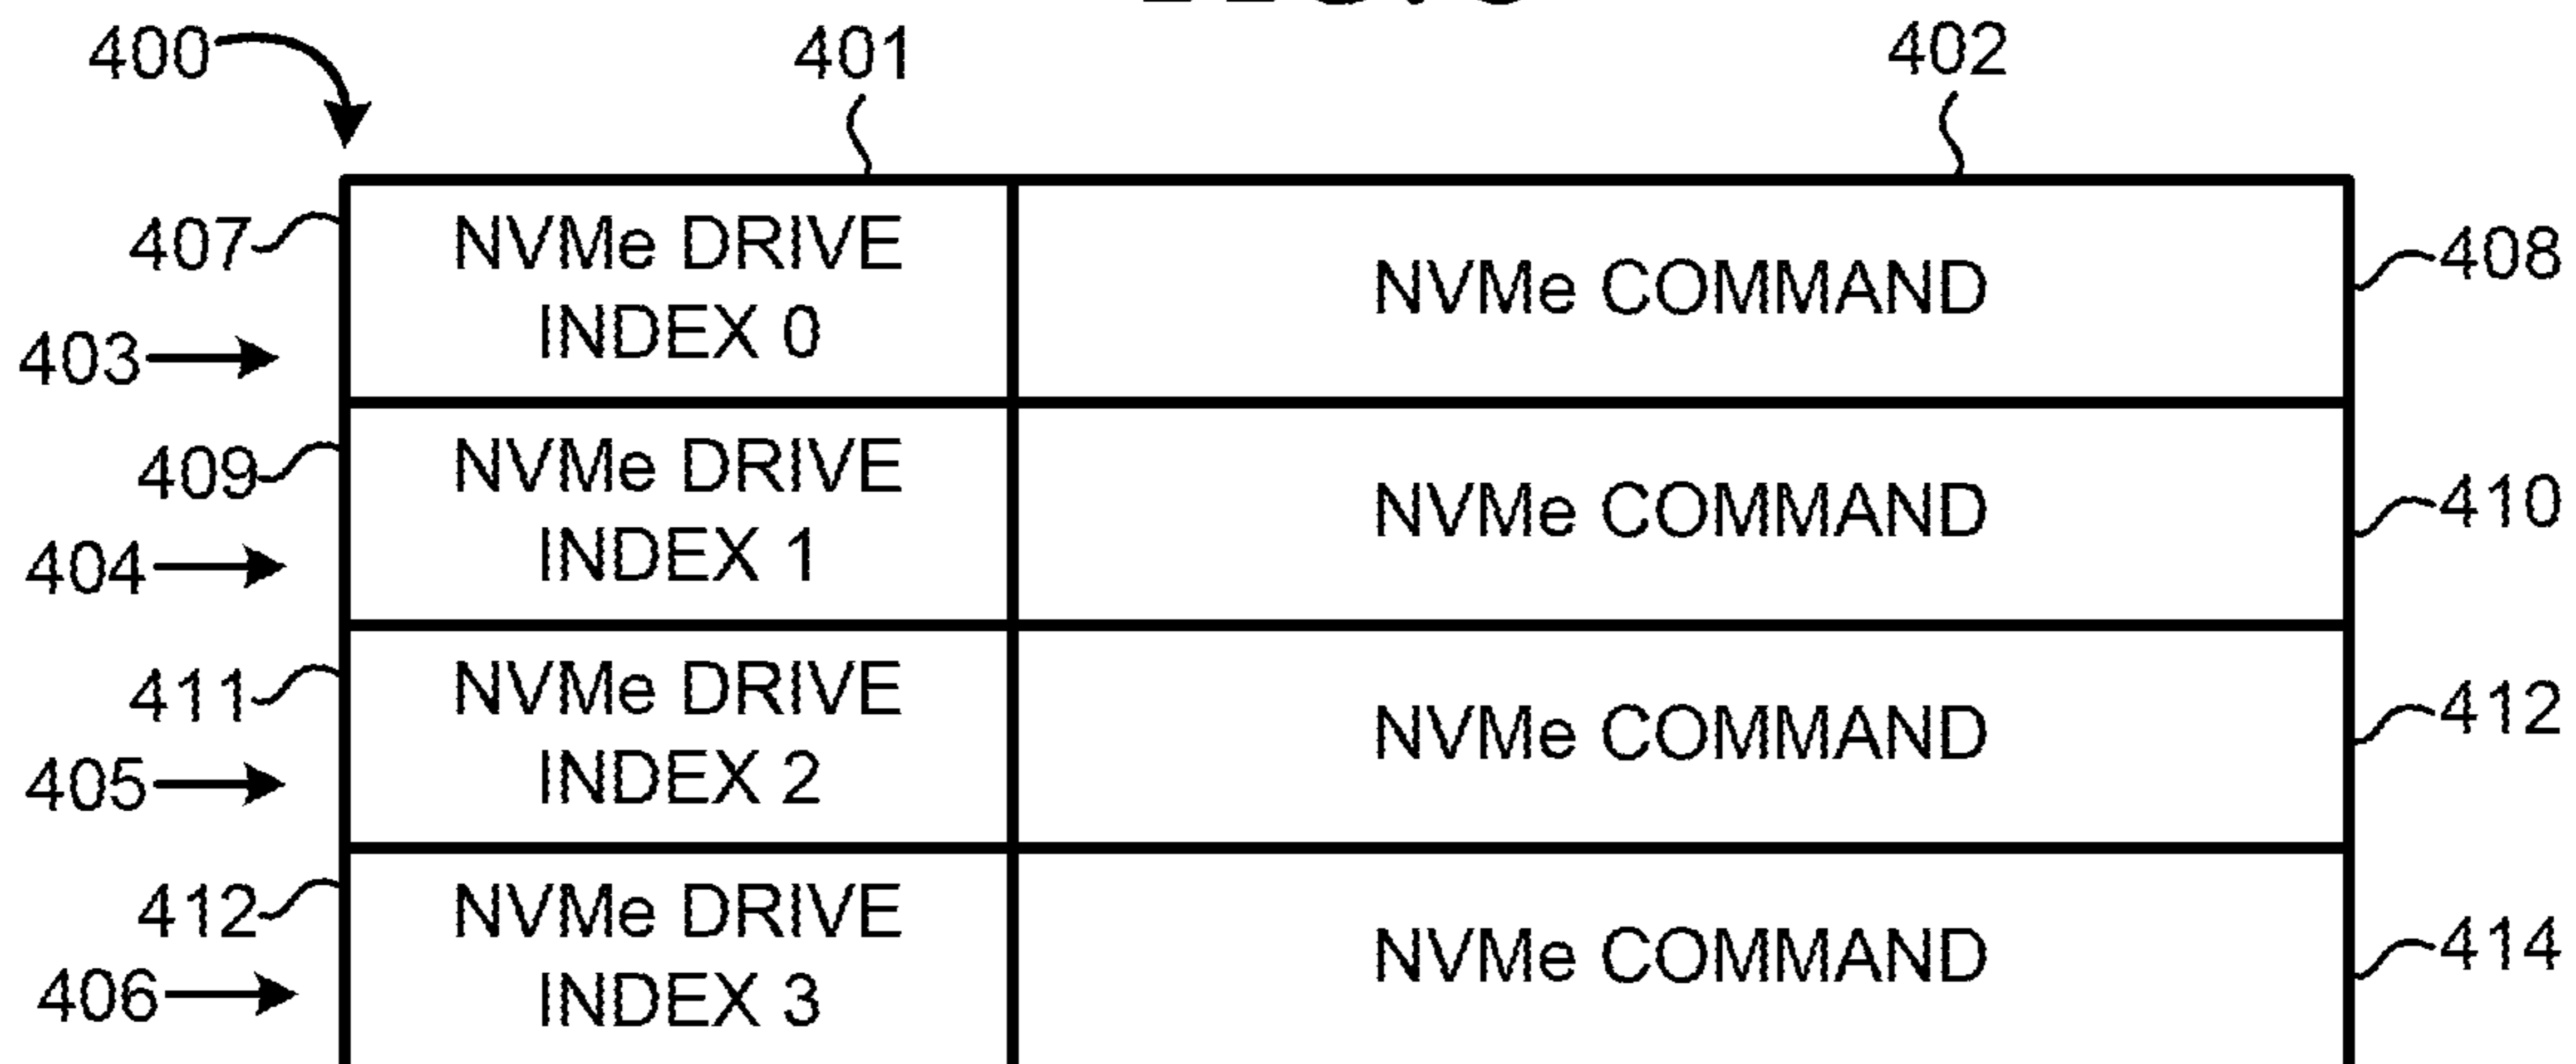 400
401
402
407
NVMe DRIVE
INDEX 0
NVMe COMMAND
408
403
409
NVMe DRIVE
INDEX 1
NVMe COMMAND
410
404
411
NVMe DRIVE
INDEX 2
NVMe COMMAND
412
405
412
NVMe DRIVE
INDEX 3
NVMe COMMAND
414
406